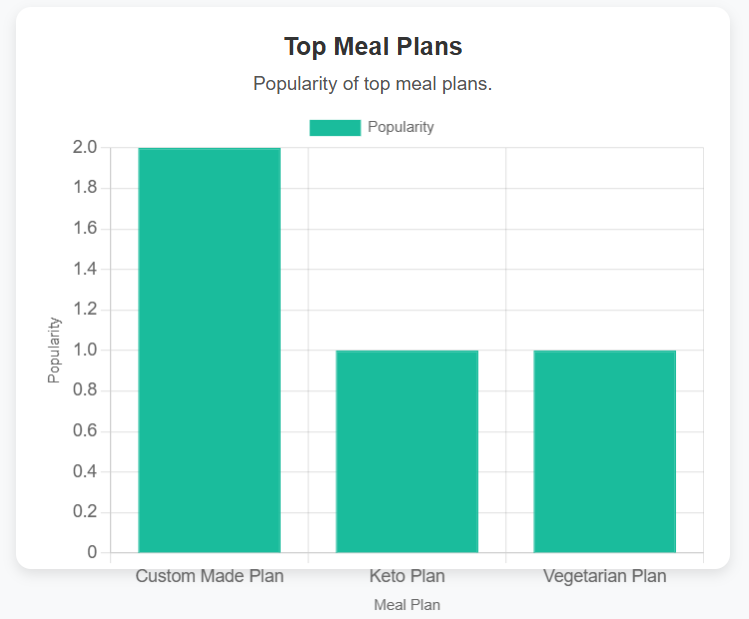 Top Meal Plans
Popularity of top meal plans.
Popularity
2.0
1.8
1.6
1.4
1.2
1.0
0.8
0.6
0.4
0.2
0
Popularity
Custom Made Plan Keto Plan Vegetarian Plan
Meal Plan